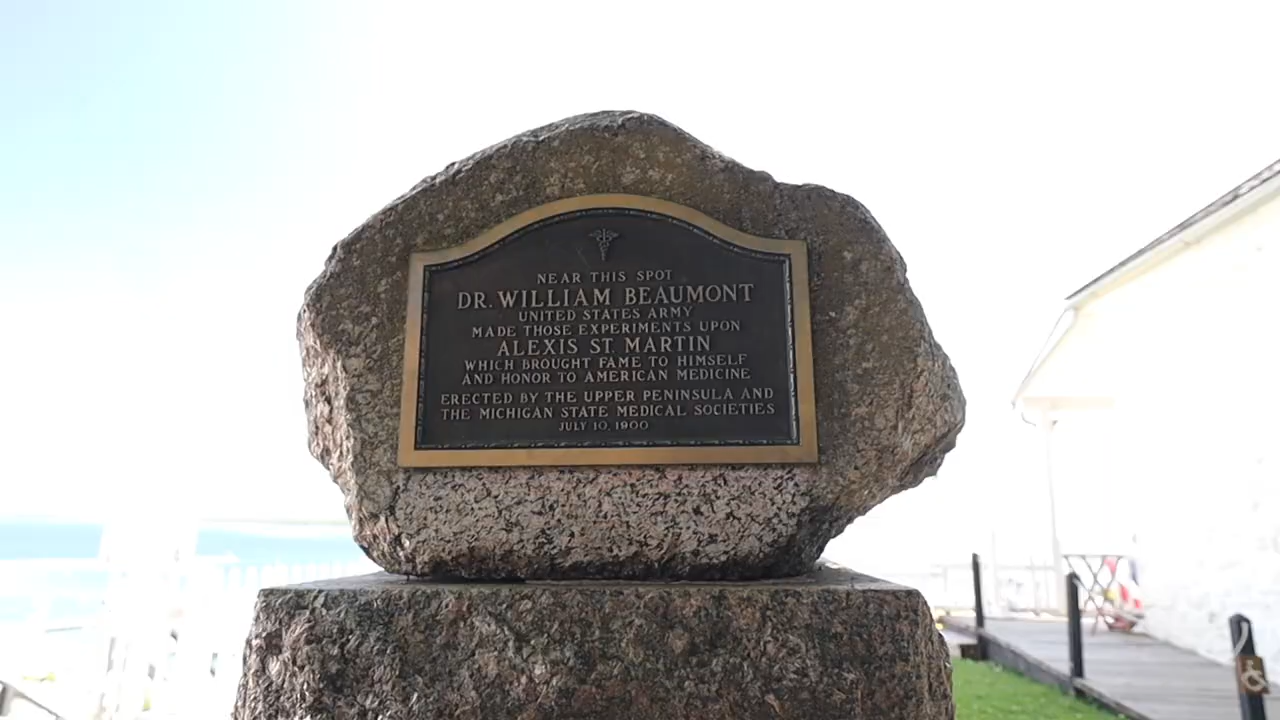 NEAR THIS SPOT
DR. WILLIAM BEAUMONT
UNITED STATES ARMY
MADE THOSE EXPERIMENTS UPON
ALEXIS ST. MARTIN
WHICH BROUGHT FAME TO HIMSELF
AND HONOR TO AMERICAN MEDICINE
ERECTED BY THE UPPER PENINSULA AND
THE MICHIGAN STATE MEDICAL SOCIETIES
JULY 10, 1900